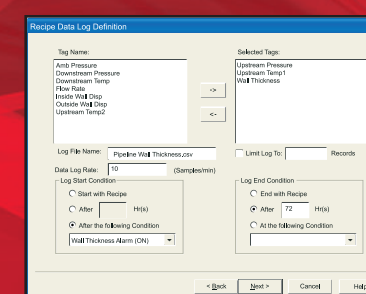 Recipe Data Log Definition
Tag Name:
Amb Pressure
Downstream Pressure
Downstream Temp
Flow Rate
Inside Wall Disp
Outside Wall Disp
Upstream Temp2
->
<-
Selected Tags:
Upstream Pressure
Upstream Temp1
Wall Thickness
Log File Name: Pipeline Wall Thickness,csv
Limit Log To: Records
Data Log Rate: 10 (Samples/min)
Log Start Condition
Start with Recipe
After Hr(s)
After the following Condition
Wall Thickness Alarm (ON)
Log End Condition
End with Recipe
After 72 Hr(s)
At the following Condition
< Back Next > Cancel Help